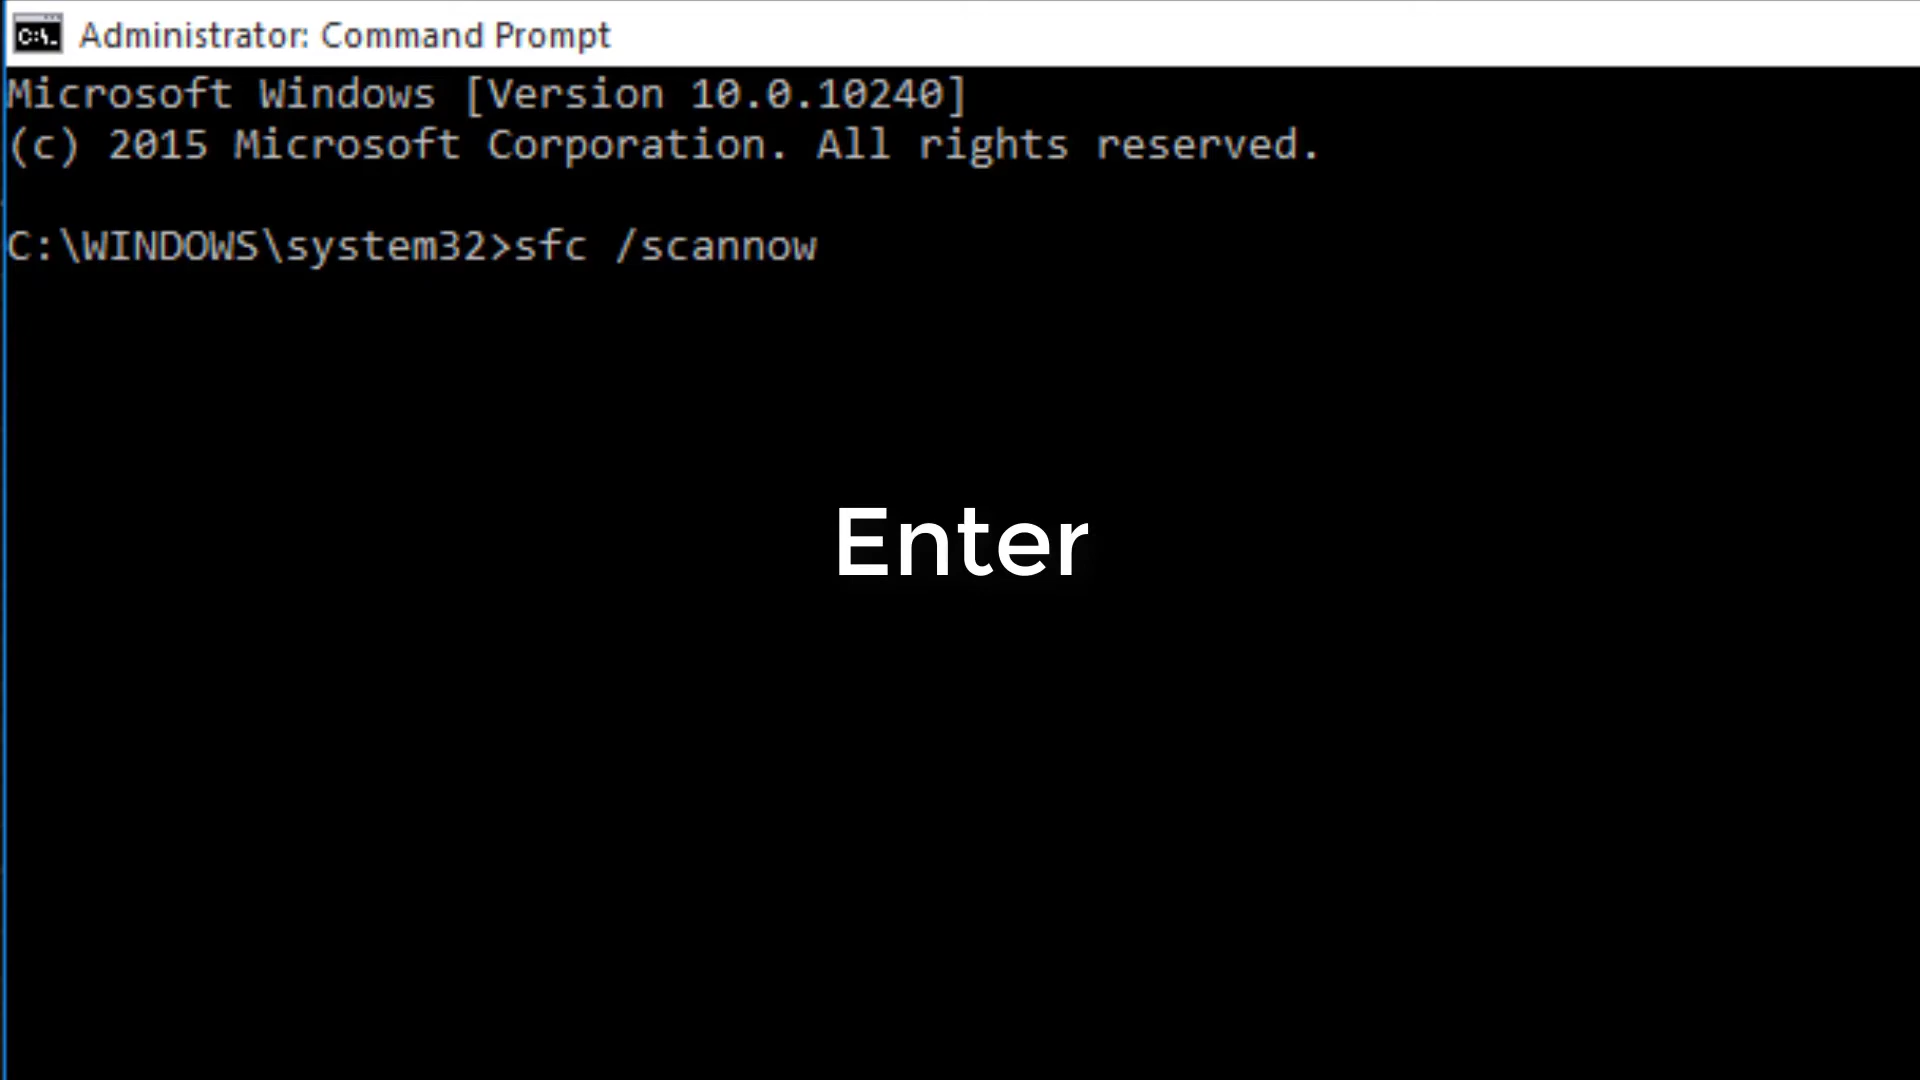 Administrator: Command Prompt
Microsoft Windows [Version 10.0.10240]
(c) 2015 Microsoft Corporation. All rights reserved.
C:\WINDOWS\system32>sfc /scannow
Enter